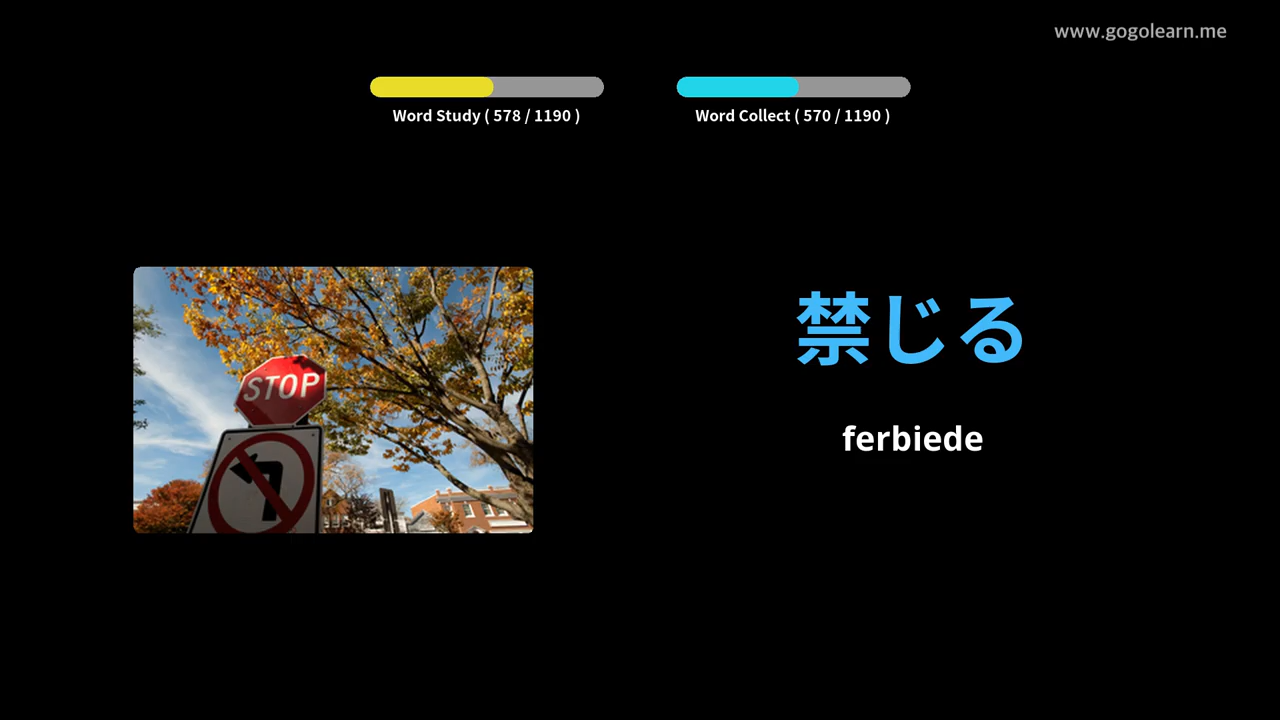 www.gogolearn.me
Word Study ( 578 / 1190 )
Word Collect ( 570 / 1190 )
STOP
禁じる
ferbiede